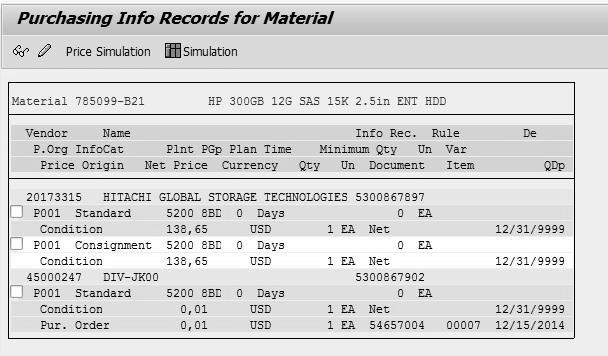 Purchasing Info Records for Material
Price Simulation Simulation
Material 785099-B21 HP 300GB 12G SAS 15K 2.5in ENT HDD
Vendor Name Info Rec. Rule De
P.Org InfoCat Plnt PGp Plan Time Minimum Qty Un Var
Price Origin Net Price Currency Qty Un Document Item QDp
20173315 HITACHI GLOBAL STORAGE TECHNOLOGIES 5300867897
P001 Standard 5200 8BD 0 Days 0 EA
Condition 138,65 USD 1 EA Net 12/31/9999
P001 Consignment 5200 8BD 0 Days 0 EA
Condition 138,65 USD 1 EA Net 12/31/9999
45000247 DIV-JK00 5300867902
P001 Standard 5200 8BD 0 Days 0 EA
Condition 0,01 USD 1 EA Net 12/31/9999
Pur. Order 0,01 USD 1 EA 54657004 00007 12/15/2014